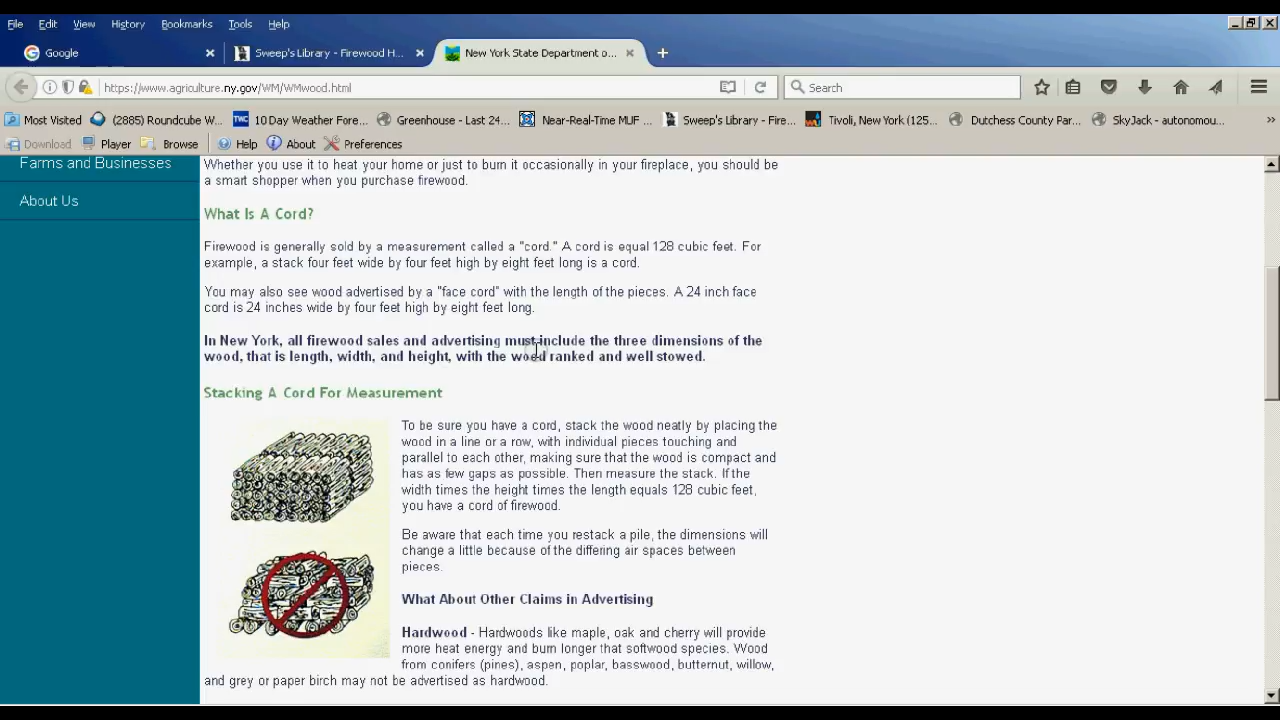 File Edit View History Bookmarks Tools Help
Google Sweep's Library - Firewood H... New York State Department o...
https://www.agriculture.ny.gov/WM/WMwood.html Search
Most Visited (2885) Roundcube W... TWC 10 Day Weather Fore... Greenhouse - Last 24... Near-Real-Time MUF ... Sweep's Library - Fire... Tivoli, New York (125... Dutchess County Par... SkyJack - autonomou...
Download Player Browse Help About Preferences
Farms and Businesses
About Us
Whether you use it to heat your home or just to burn it occasionally in your fireplace, you should be
a smart shopper when you purchase firewood.
What Is A Cord?
Firewood is generally sold by a measurement called a "cord." A cord is equal 128 cubic feet. For
example, a stack four feet wide by four feet high by eight feet long is a cord.
You may also see wood advertised by a "face cord" with the length of the pieces. A 24 inch face
cord is 24 inches wide by four feet high by eight feet long.
In New York, all firewood sales and advertising must include the three dimensions of the
wood, that is length, width, and height, with the wood ranked and well stowed.
Stacking A Cord For Measurement
To be sure you have a cord, stack the wood neatly by placing the
wood in a line or a row, with individual pieces touching and
parallel to each other, making sure that the wood is compact and
has as few gaps as possible. Then measure the stack. If the
width times the height times the length equals 128 cubic feet,
you have a cord of firewood.
Be aware that each time you restack a pile, the dimensions will
change a little because of the differing air spaces between
pieces.
What About Other Claims in Advertising
Hardwood - Hardwoods like maple, oak and cherry will provide
more heat energy and burn longer that softwood species. Wood
from conifers (pines), aspen, poplar, basswood, butternut, willow,
and grey or paper birch may not be advertised as hardwood.